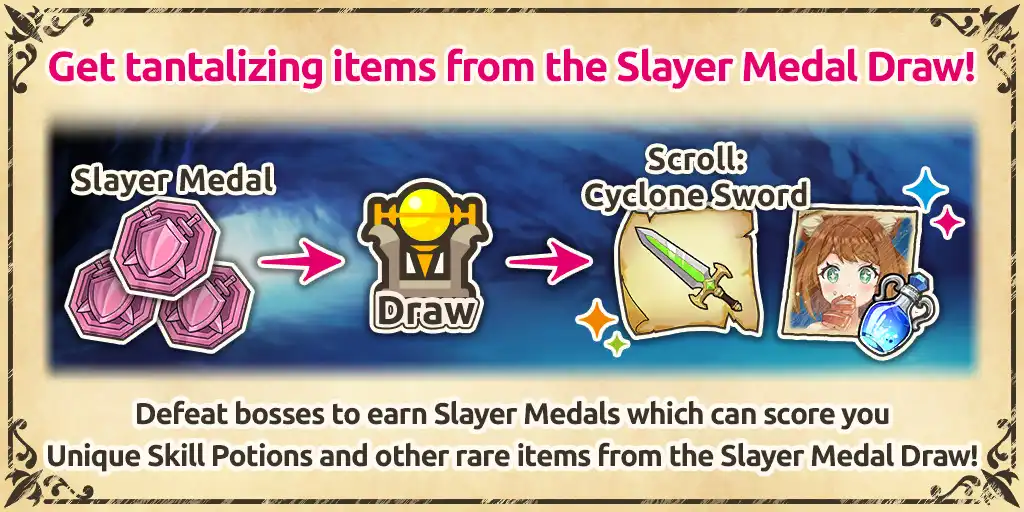 Get tantalizing items from the Slayer Medal Draw!
Slayer Medal
Draw
Scroll:
Cyclone Sword
Defeat bosses to earn Slayer Medals which can score you
Unique Skill Potions and other rare items from the Slayer Medal Draw!